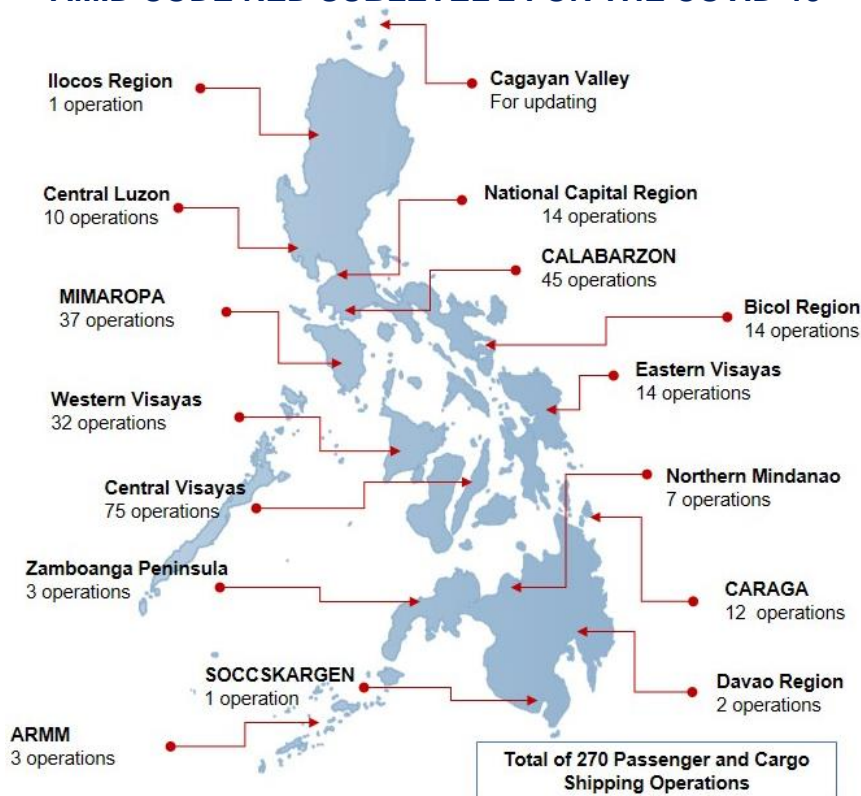 Ilocos Region
1 operation
Cagayan Valley
For updating
Central Luzon
10 operations
National Capital Region
14 operations
CALABARZON
45 operations
MIMAROPA
37 operations
Bicol Region
14 operations
Eastern Visayas
14 operations
Western Visayas
32 operations
Northern Mindanao
7 operations
Central Visayas
75 operations
Zamboanga Peninsula
3 operations
CARAGA
12 operations
SOCCSKARGEN
1 operation
Davao Region
2 operations
ARMM
3 operations
Total of 270 Passenger and Cargo
Shipping Operations